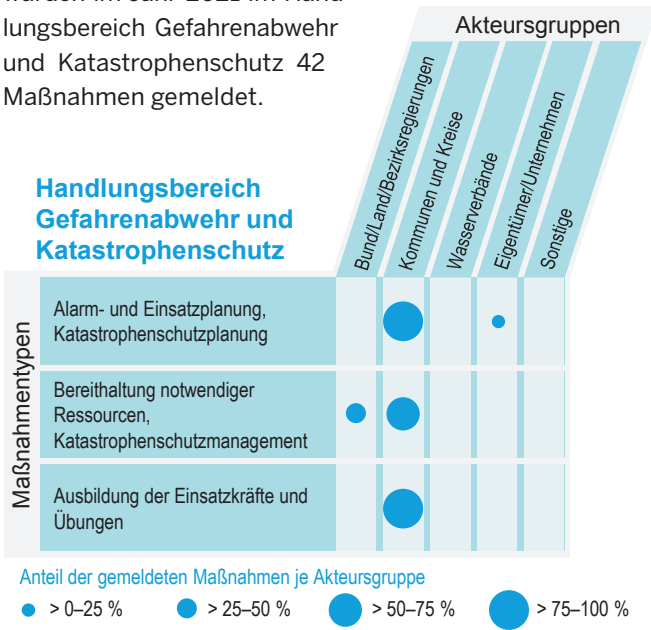 lungsbereich Gefahrenabwehr
und Katastrophenschutz 42
Maßnahmen gemeldet.
Akteursgruppen
Handlungsbereich
Gefahrenabwehr und
Katastrophenschutz
Bund/Land/Bezirksregierungen
Kommunen und Kreise
Wasserverbände
Eigentümer/Unternehmen
Sonstige
Maßnahmentypen
Alarm- und Einsatzplanung,
Katastrophenschutzplanung
Bereithaltung notwendiger
Ressourcen,
Katastrophenschutzmanagement
Ausbildung der Einsatzkräfte und
Übungen
Anteil der gemeldeten Maßnahmen je Akteursgruppe
> 0–25 % > 25–50 % > 50–75 % > 75–100 %